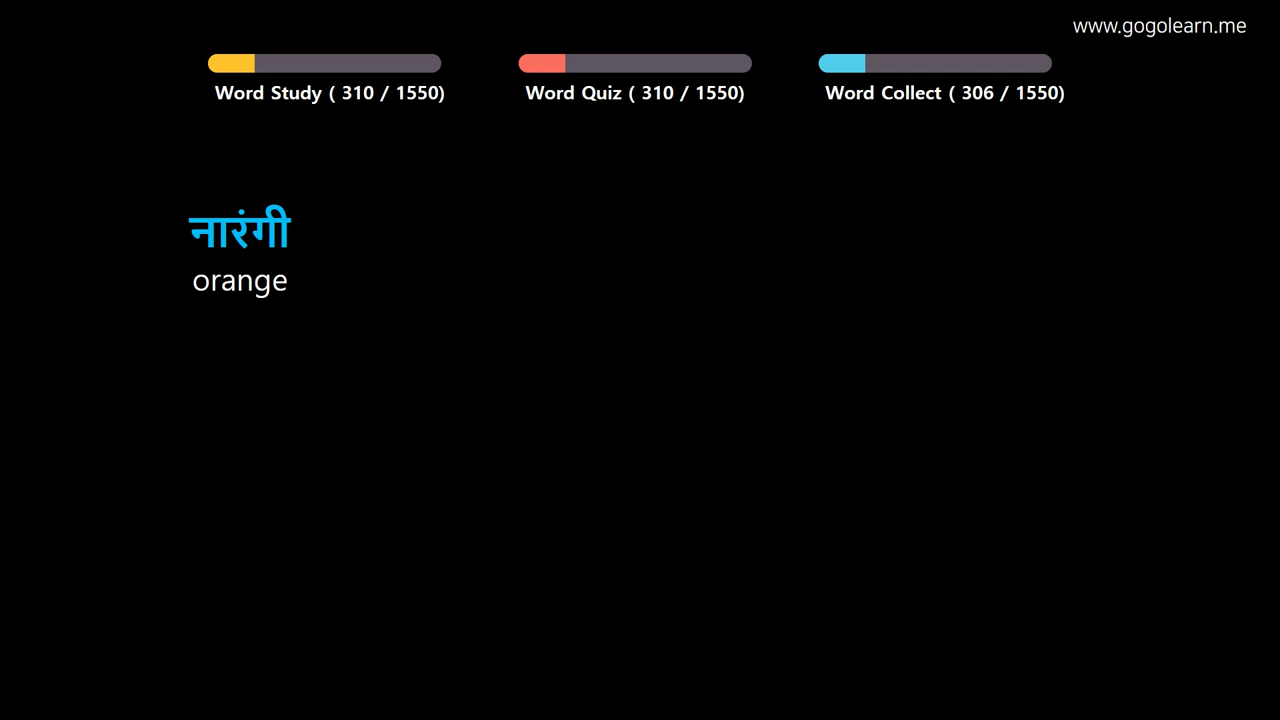 www.gogolearn.me
Word Study ( 310 / 1550)
Word Quiz ( 310 / 1550)
Word Collect ( 306 / 1550)
नारंगी
orange